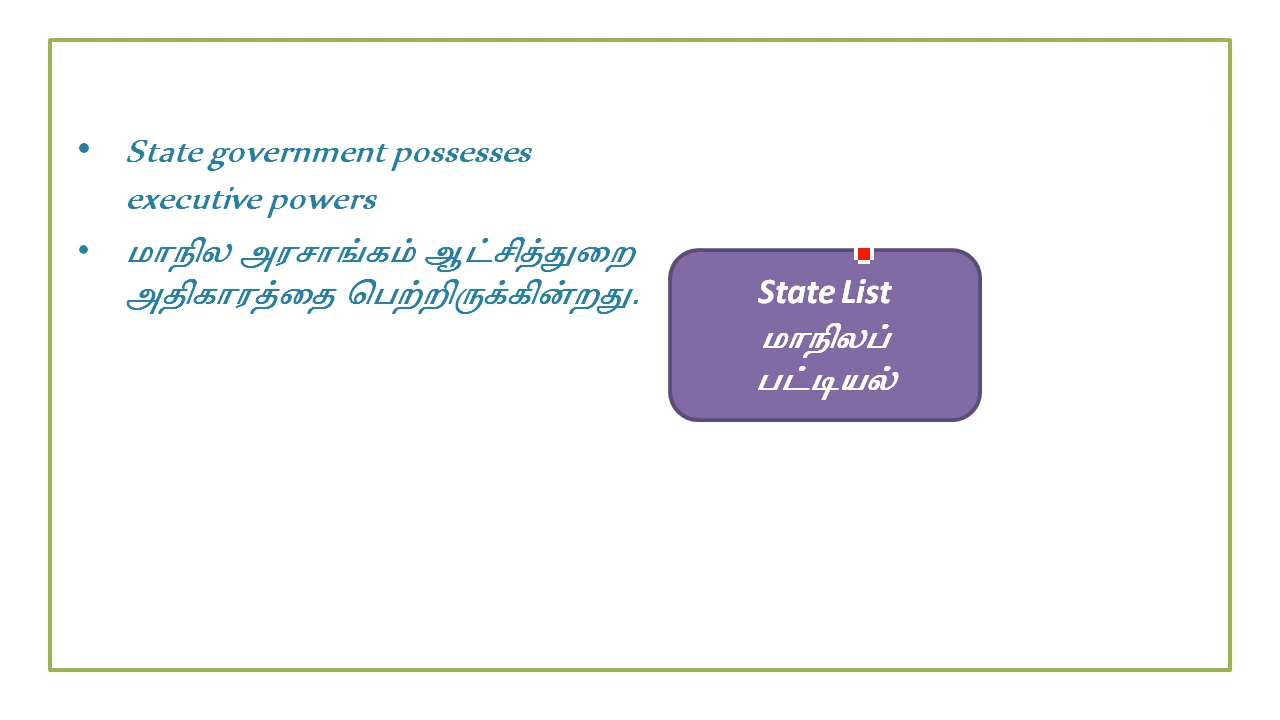 • State government possesses
executive powers
• மாநில அரசாங்கம் ஆட்சித்துறை
அதிகாரத்தை பெற்றிருக்கின்றது.
State List
மாநிலப்
பட்டியல்